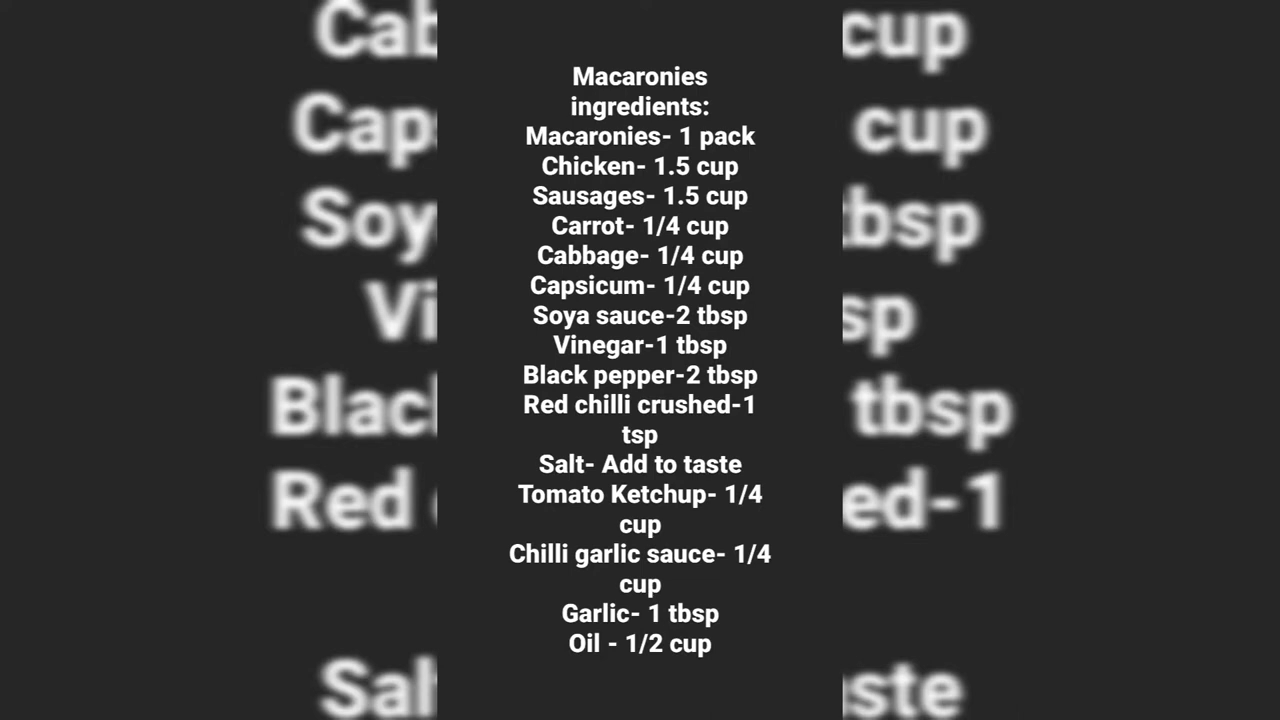 Macaronies
ingredients:
Macaronies- 1 pack
Chicken- 1.5 cup
Sausages- 1.5 cup
Carrot- 1/4 cup
Cabbage- 1/4 cup
Capsicum- 1/4 cup
Soya sauce-2 tbsp
Vinegar-1 tbsp
Black pepper-2 tbsp
Red chilli crushed-1
tsp
Salt- Add to taste
Tomato Ketchup- 1/4
cup
Chilli garlic sauce- 1/4
cup
Garlic- 1 tbsp
Oil - 1/2 cup